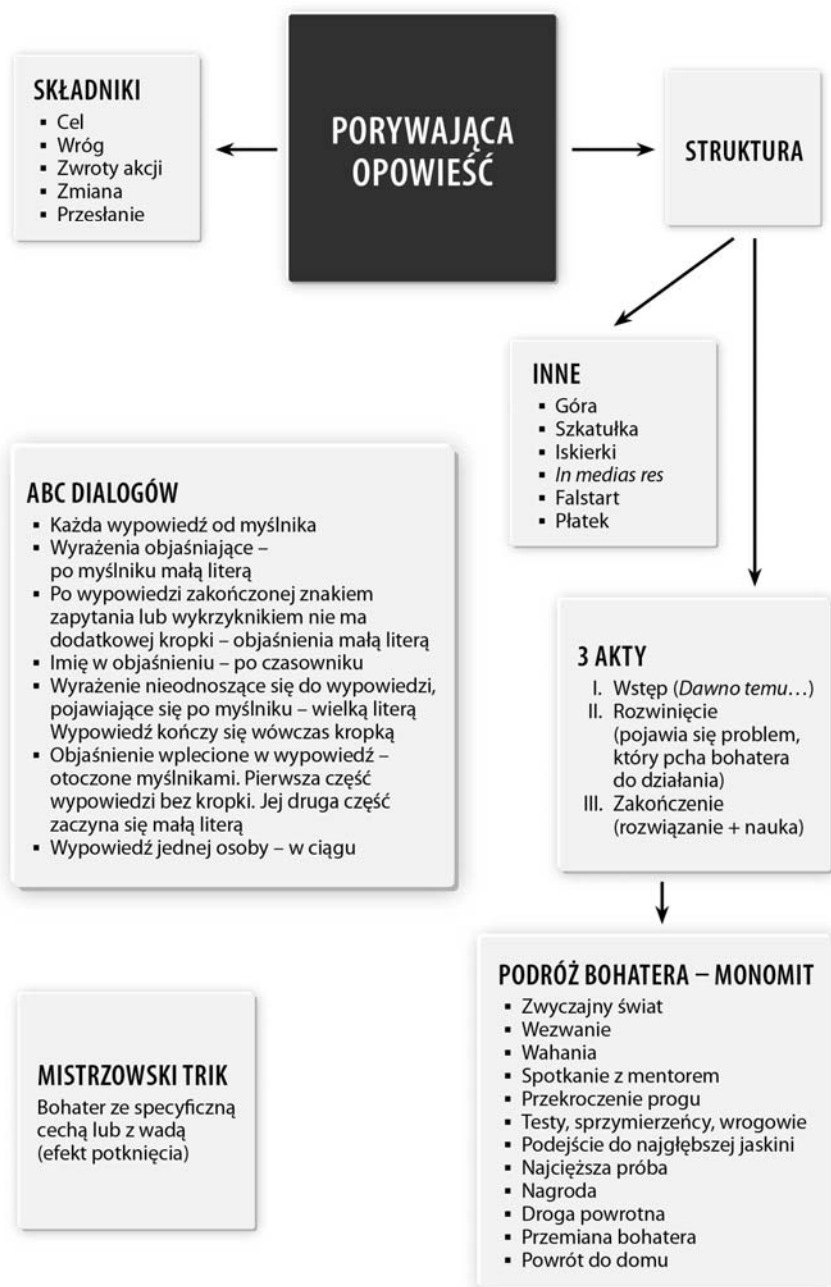 SKŁADNIKI
▪ Cel
▪ Wróg
▪ Zwroty akcji
▪ Zmiana
▪ Przesłanie
PORYWAJĄCA
OPOWIEŚĆ
STRUKTURA
INNE
▪ Góra
▪ Szkatułka
▪ Iskierki
▪ In medias res
▪ Falstart
▪ Płatek
ABC DIALOGÓW
▪ Każda wypowiedź od myślnika
▪ Wyrażenia objaśniające –
po myślniku małą literą
▪ Po wypowiedzi zakończonej znakiem
zapytania lub wykrzyknikiem nie ma
dodatkowej kropki – objaśnienia małą literą
▪ Imię w objaśnieniu – po czasowniku
▪ Wyrażenie nieodnoszące się do wypowiedzi,
pojawiające się po myślniku – wielką literą
Wypowiedź kończy się wówczas kropką
▪ Objaśnienie wplecione w wypowiedź –
otoczone myślnikami. Pierwsza część
wypowiedzi bez kropki. Jej druga część
zaczyna się małą literą
▪ Wypowiedź jednej osoby – w ciągu
3 AKTY
I. Wstęp (Dawno temu…)
II. Rozwinięcie
(pojawia się problem,
który pcha bohatera
do działania)
III. Zakończenie
(rozwiązanie + nauka)
MISTRZOWSKI TRIK
Bohater ze specyficzną
cechą lub z wadą
(efekt potknięcia)
PODRÓŻ BOHATERA – MONOMIT
▪ Zwyczajny świat
▪ Wezwanie
▪ Wahania
▪ Spotkanie z mentorem
▪ Przekroczenie progu
▪ Testy, sprzymierzeńcy, wrogowie
▪ Podejście do najgłębszej jaskini
▪ Najcięższa próba
▪ Nagroda
▪ Droga powrotna
▪ Przemiana bohatera
▪ Powrót do domu